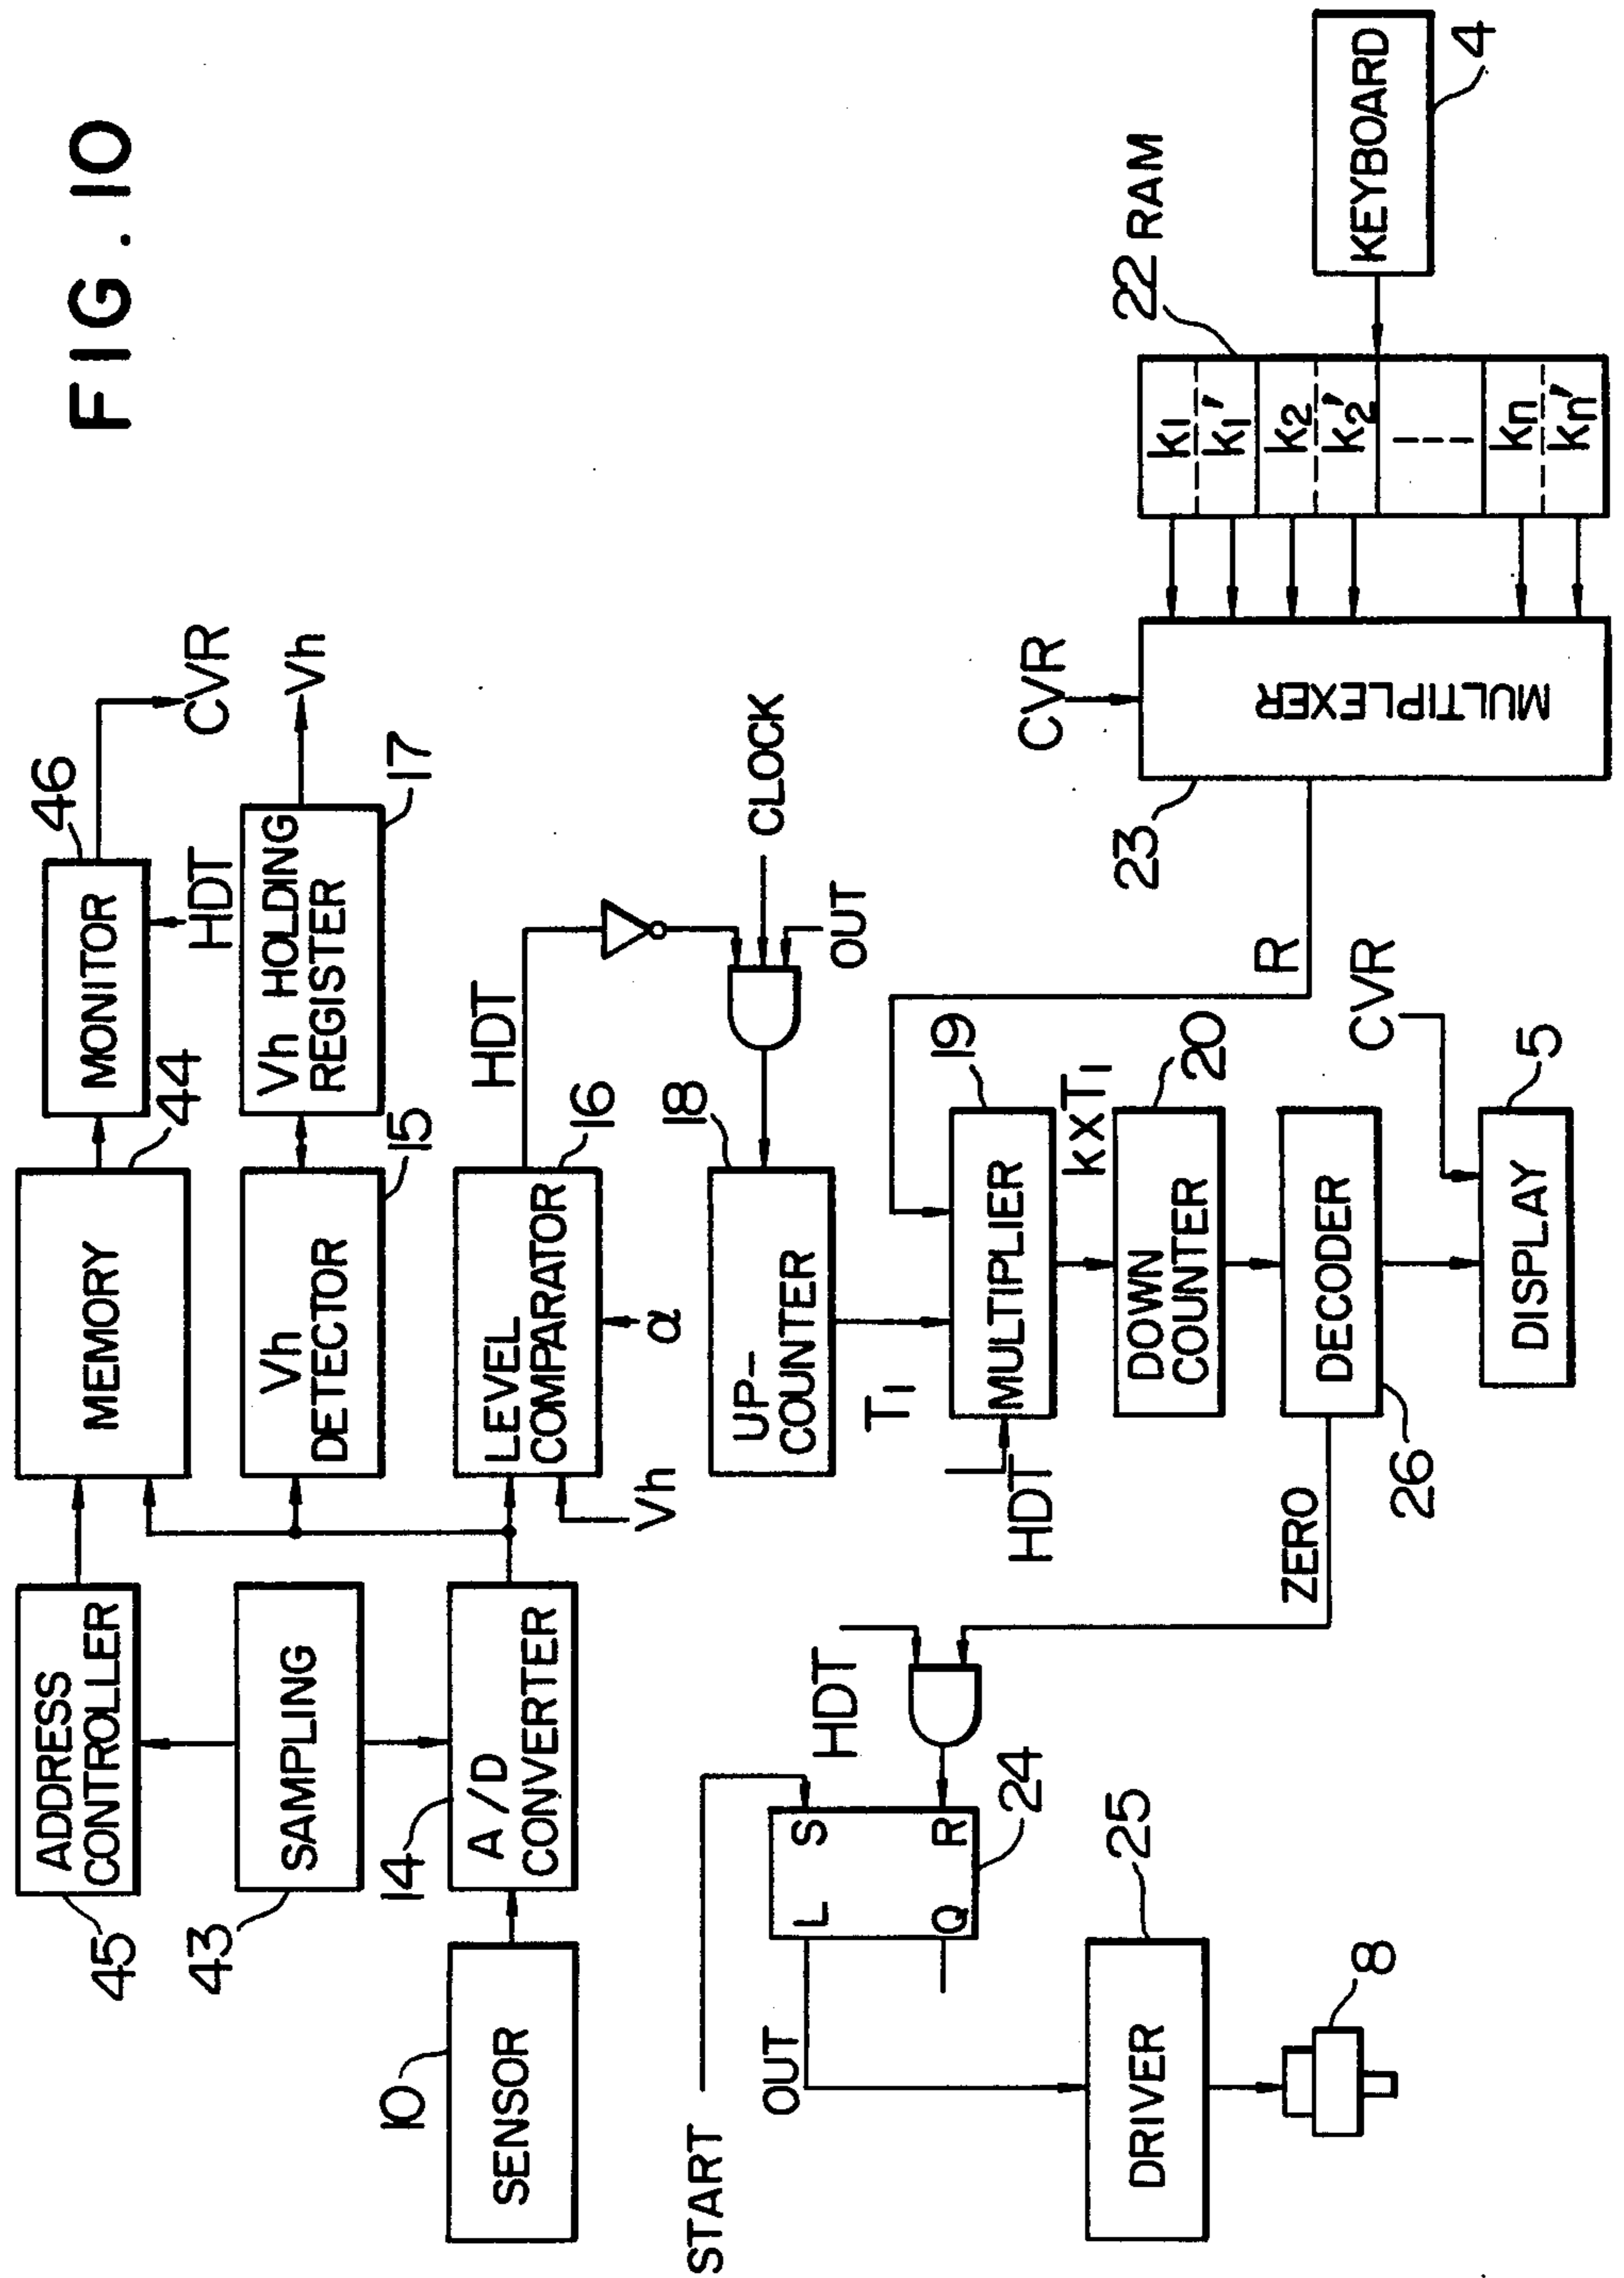 FIG. 10
45
ADDRESS
CONTROLLER
MEMORY
44
MONITOR
46
CVR
HDT
43
SAMPLING
Vh
DETECTOR
15
Vh HOLDING
REGISTER
17
Vh
10
SENSOR
14
A/D
CONVERTER
LEVEL
COMPARATOR
16
Vh
α
HDT
START
UP-
COUNTER
18
CLOCK
OUT
OUT
L
S
Q
R
24
HDT
T1
HDT
MULTIPLIER
19
R
kxT1
DOWN
COUNTER
20
ZERO
DECODER
26
CVR
DISPLAY
5
DRIVER
25
8
23
CVR
MULTIPLEXER
22 RAM
k1
k1'
k2
k2'
kn
kn'
KEYBOARD
4